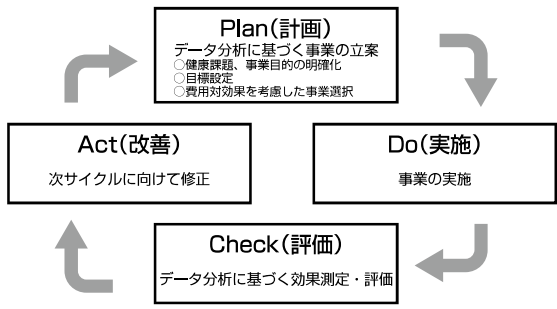 Plan(計画)
データ分析に基づく事業の立案
○健康課題、事業目的の明確化
○目標設定
○費用対効果を考慮した事業選択
Act(改善)
次サイクルに向けて修正
Do(実施)
事業の実施
Check(評価)
データ分析に基づく効果測定・評価